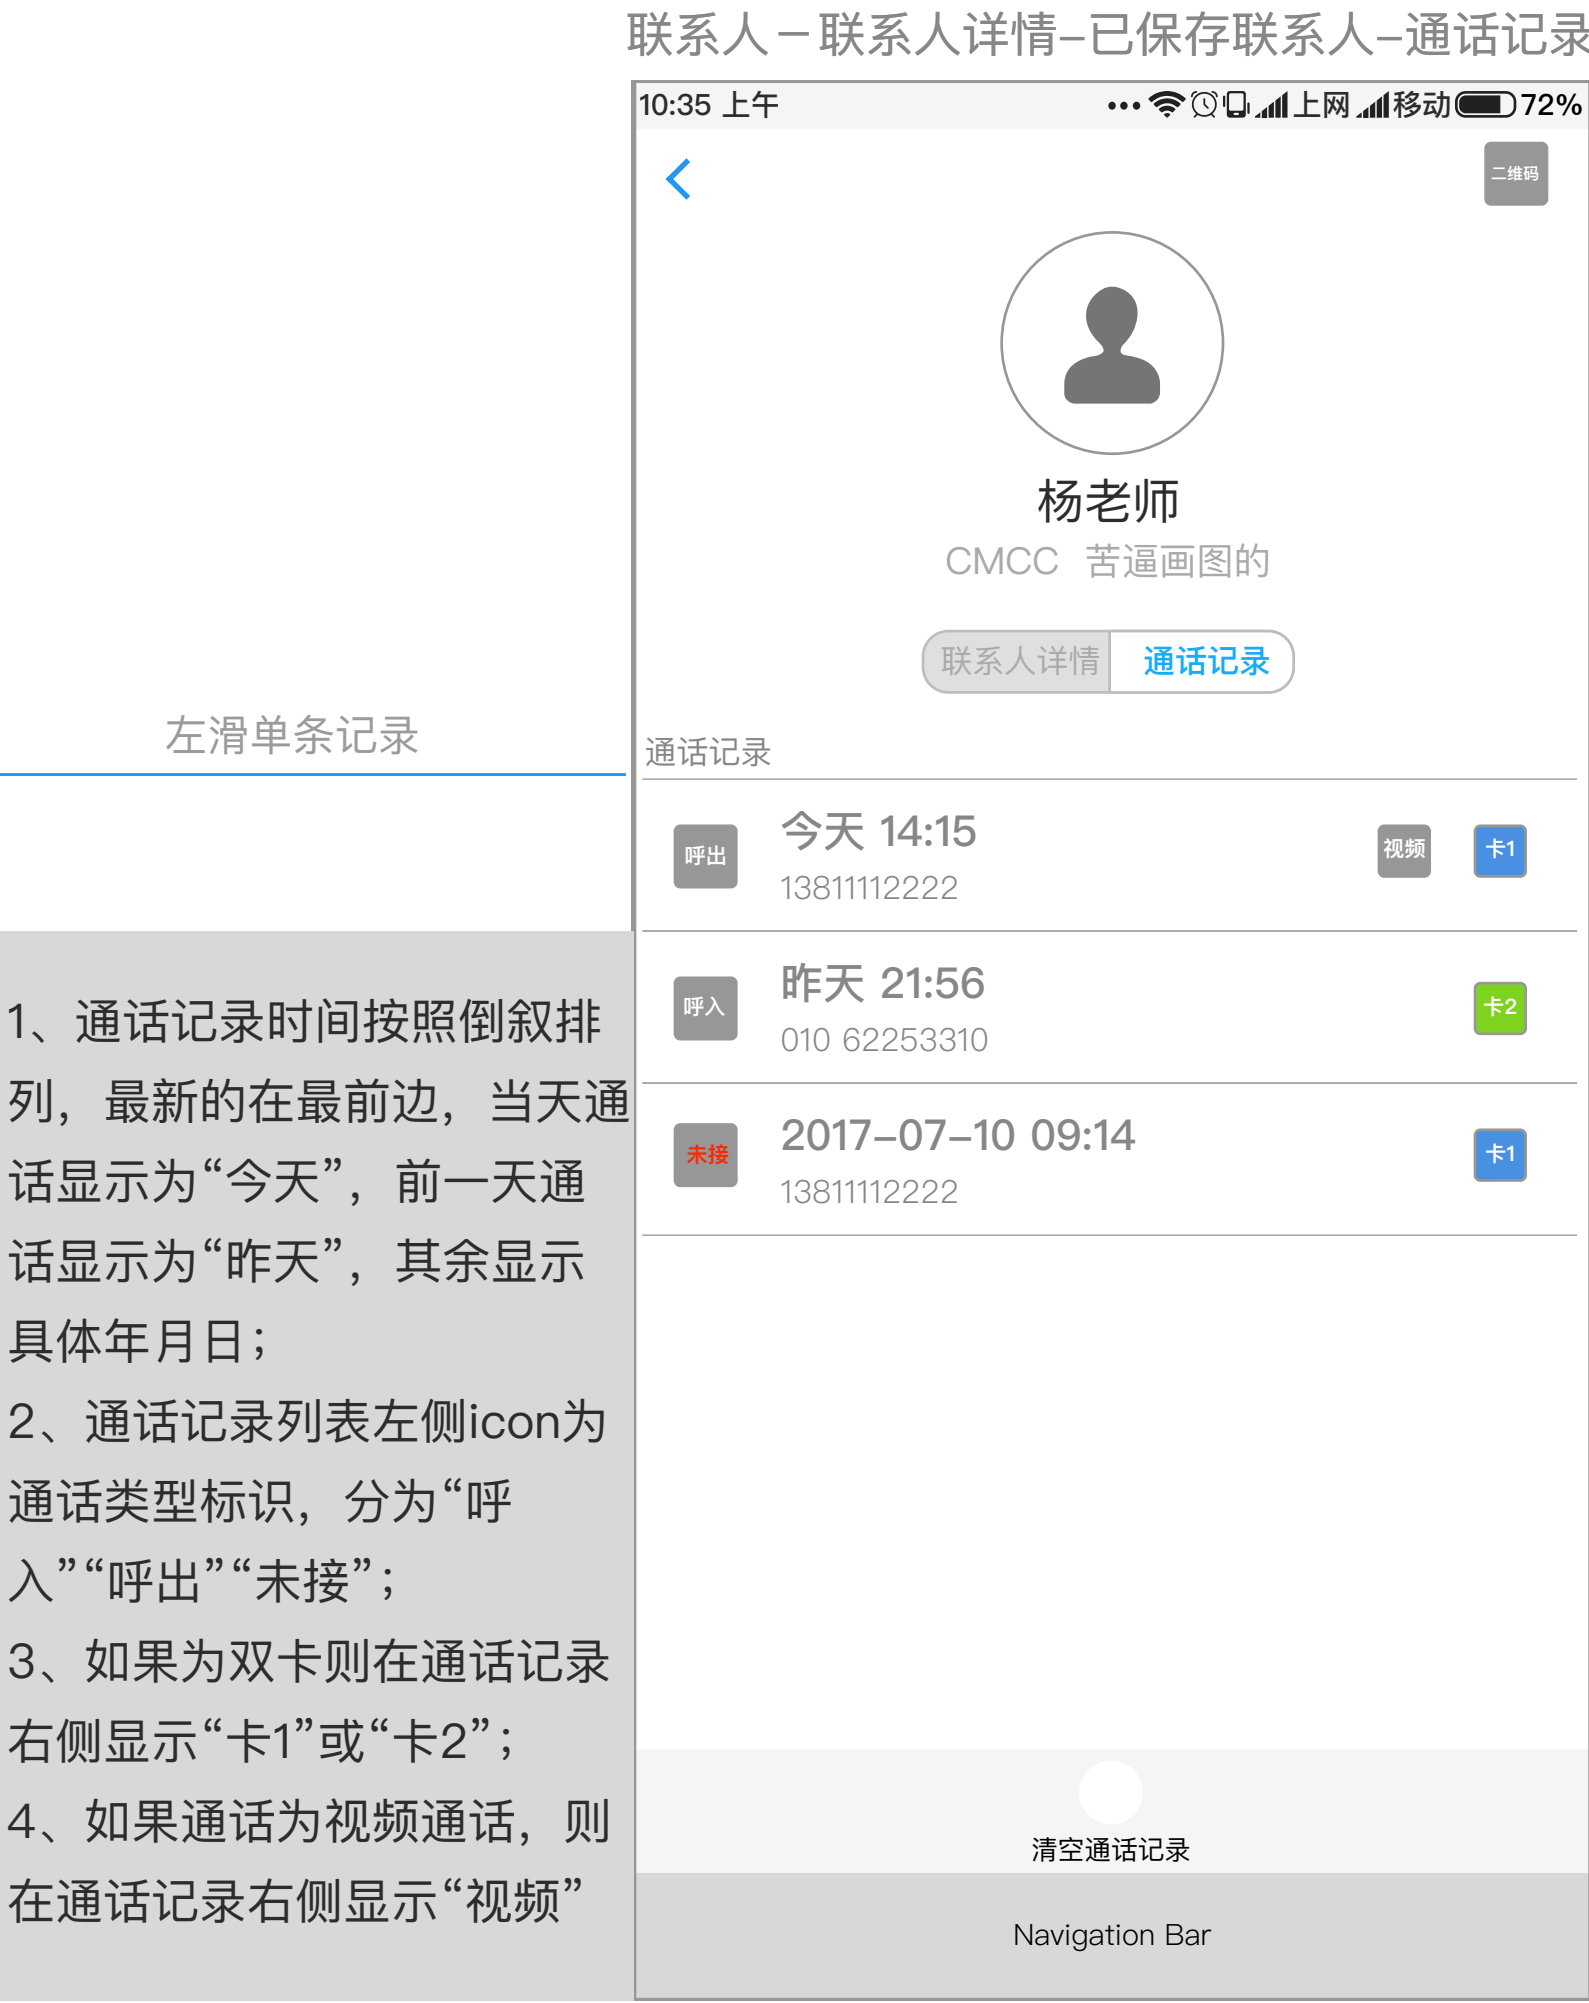 联系人－联系人详情–已保存联系人–通话记录
10:35 上午
上网
移动
72%
二维码
杨老师
CMCC 苦逼画图的
联系人详情
通话记录
左滑单条记录
通话记录
呼出
今天 14:15
13811112222
视频
卡1
呼入
昨天 21:56
010 62253310
卡2
未接
2017–07–10 09:14
13811112222
卡1
1、通话记录时间按照倒叙排
列，最新的在最前边，当天通
话显示为“今天”，前一天通
话显示为“昨天”，其余显示
具体年月日；
2、通话记录列表左侧icon为
通话类型标识，分为“呼
入”“呼出”“未接”；
3、如果为双卡则在通话记录
右侧显示“卡1”或“卡2”；
4、如果通话为视频通话，则
在通话记录右侧显示“视频”
清空通话记录
Navigation Bar